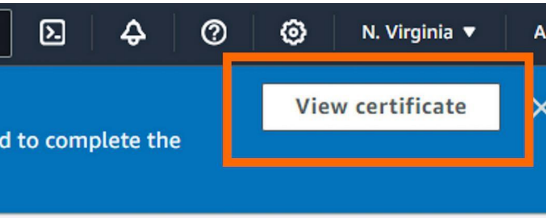 N. Virginia ▼ A
View certificate
d to complete the